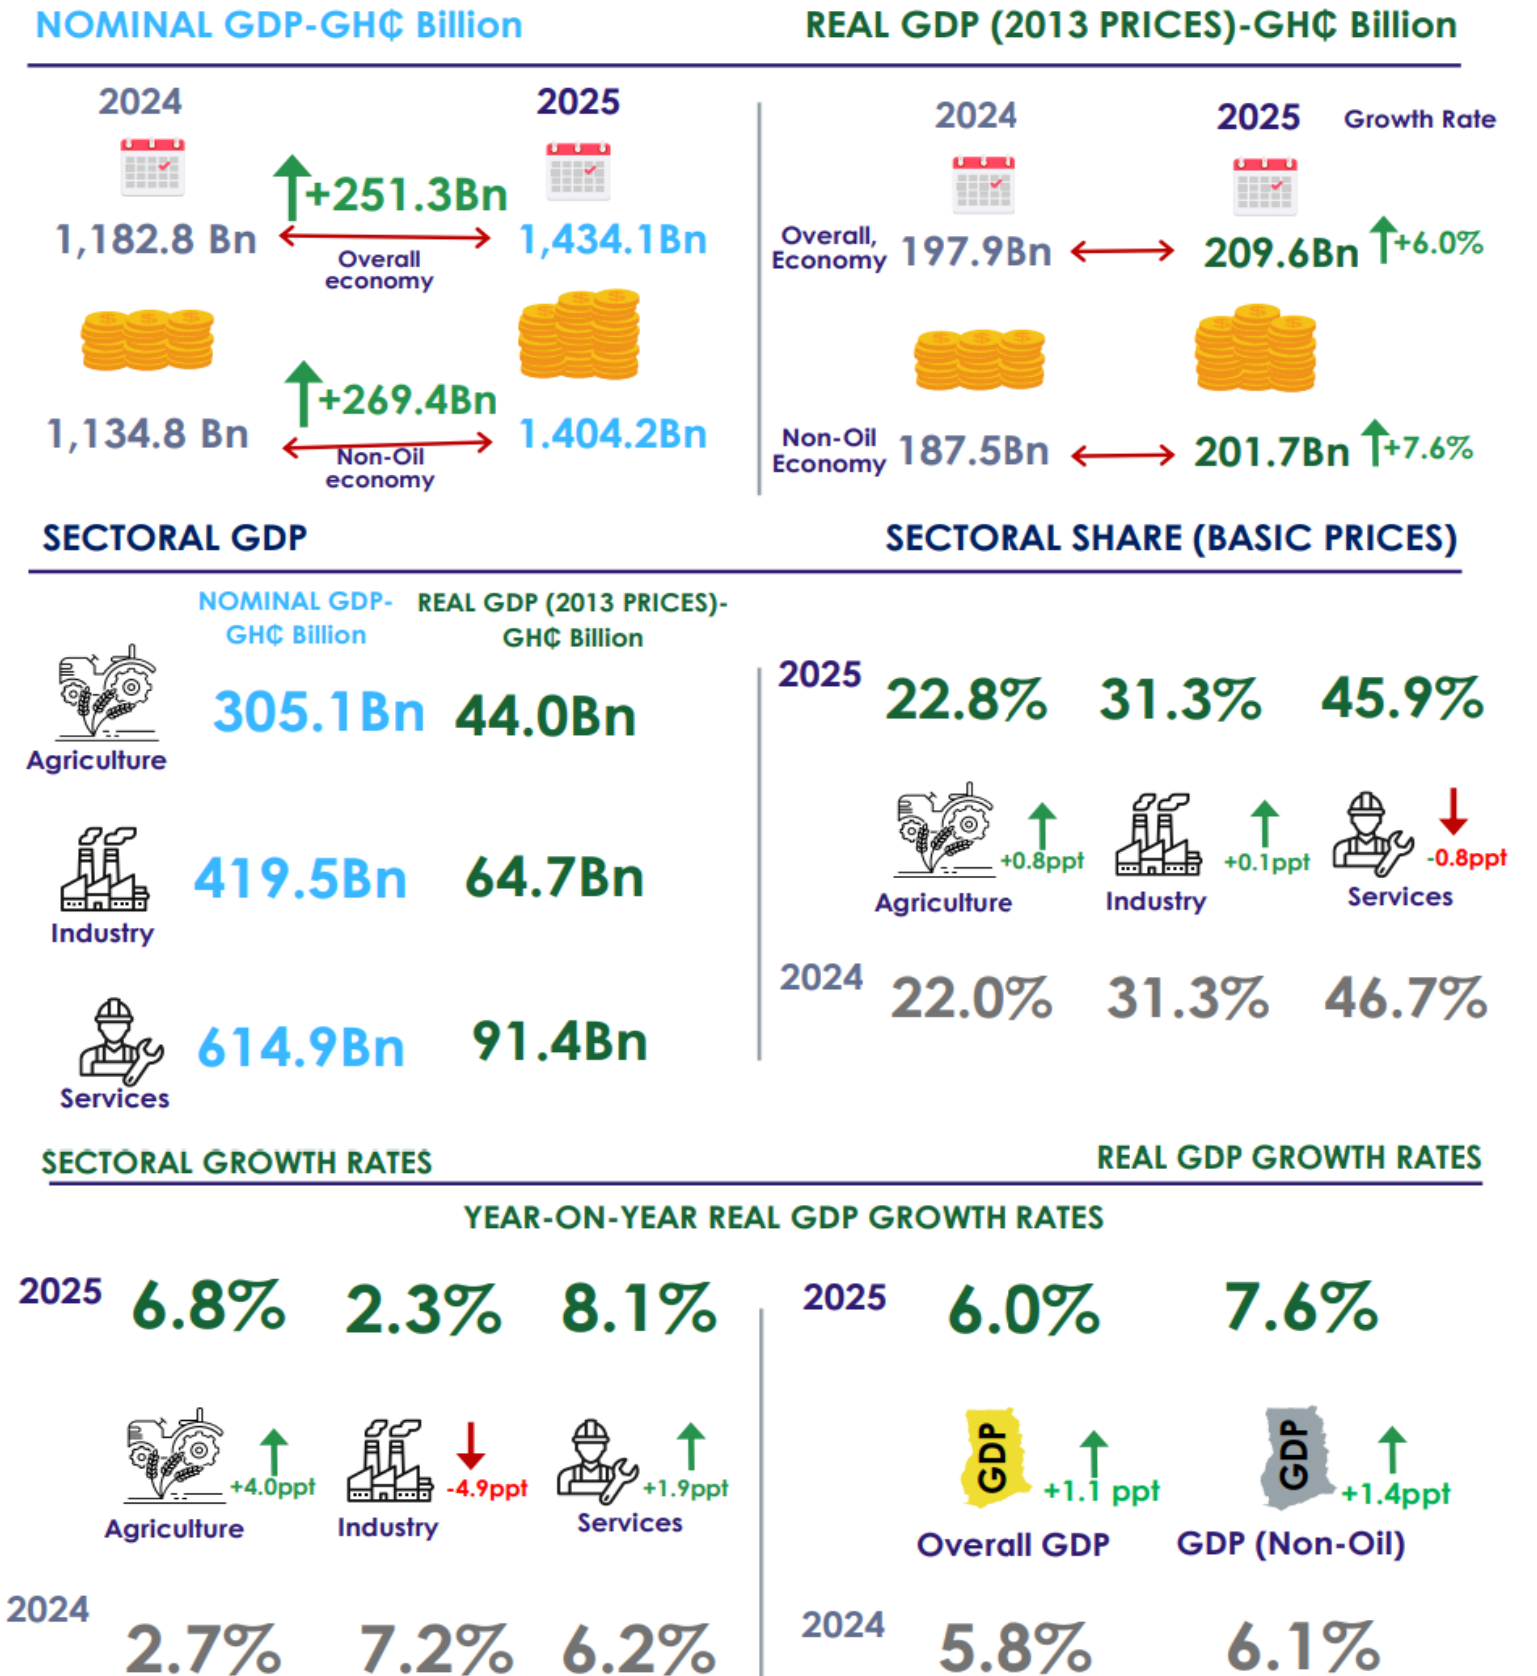 NOMINAL GDP-GH₵ Billion
REAL GDP (2013 PRICES)-GH₵ Billion
2024
2025
+251.3Bn
1,182.8 Bn
1,434.1Bn
Overall
economy
+269.4Bn
1,134.8 Bn
1.404.2Bn
Non-Oil
economy
2024
2025
Growth Rate
Overall,
Economy
197.9Bn
209.6Bn
+6.0%
Non-Oil
Economy
187.5Bn
201.7Bn
+7.6%
SECTORAL GDP
SECTORAL SHARE (BASIC PRICES)
NOMINAL GDP-
GH₵ Billion
REAL GDP (2013 PRICES)-
GH₵ Billion
305.1Bn
44.0Bn
Agriculture
419.5Bn
64.7Bn
Industry
614.9Bn
91.4Bn
Services
2025
22.8%
31.3%
45.9%
+0.8ppt
+0.1ppt
-0.8ppt
Agriculture
Industry
Services
2024
22.0%
31.3%
46.7%
SECTORAL GROWTH RATES
REAL GDP GROWTH RATES
YEAR-ON-YEAR REAL GDP GROWTH RATES
2025
6.8%
2.3%
8.1%
+4.0ppt
-4.9ppt
+1.9ppt
Agriculture
Industry
Services
2024
2.7%
7.2%
6.2%
2025
6.0%
7.6%
GDP
+1.1 ppt
GDP
+1.4ppt
Overall GDP
GDP (Non-Oil)
2024
5.8%
6.1%